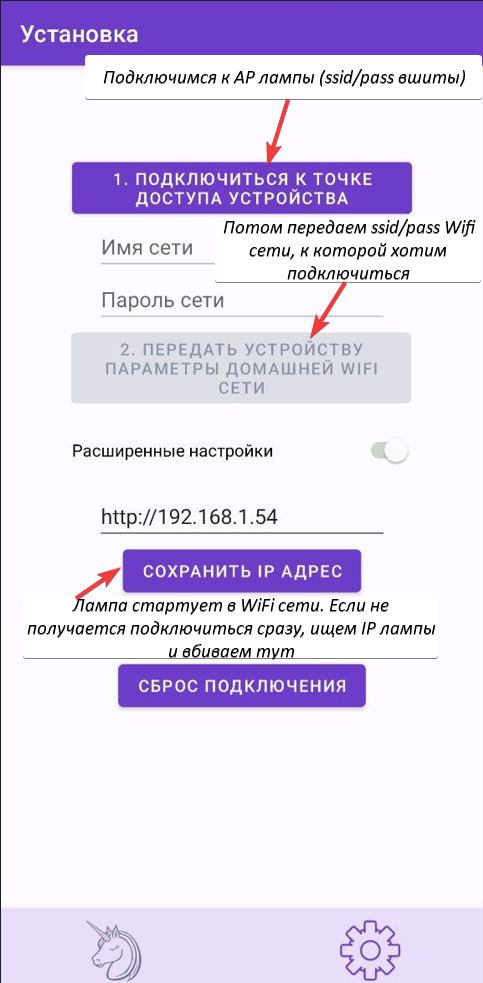 Установка
Подключимся к AP лампы (ssid/pass вшиты)
1. ПОДКЛЮЧИТЬСЯ К ТОЧКЕ
ДОСТУПА УСТРОЙСТВА
Потом передаем ssid/pass Wifi
сети, к которой хотим
подключиться
Имя сети
Пароль сети
2. ПЕРЕДАТЬ УСТРОЙСТВУ
ПАРАМЕТРЫ ДОМАШНЕЙ WIFI
СЕТИ
Расширенные настройки
http://192.168.1.54
СОХРАНИТЬ IP АДРЕС
Лампа стартует в WiFi сети. Если не
получается подключиться сразу, ищем IP лампы
и вбиваем тут
СБРОС ПОДКЛЮЧЕНИЯ